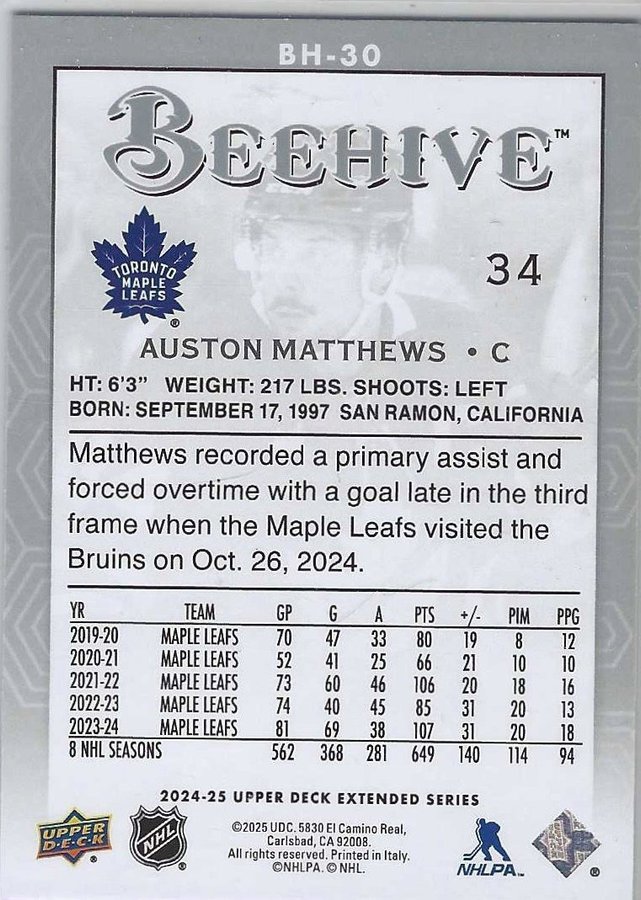 BH-30
BEEHIVE™
TORONTO
MAPLE
LEAFS
®
34
AUSTON MATTHEWS • C
HT: 6'3” WEIGHT: 217 LBS. SHOOTS: LEFT
BORN: SEPTEMBER 17, 1997 SAN RAMON, CALIFORNIA
Matthews recorded a primary assist and
forced overtime with a goal late in the third
frame when the Maple Leafs visited the
Bruins on Oct. 26, 2024.
YR TEAM GP G A PTS +/- PIM PPG
2019-20 MAPLE LEAFS 70 47 33 80 19 8 12
2020-21 MAPLE LEAFS 52 41 25 66 21 10 10
2021-22 MAPLE LEAFS 73 60 46 106 20 18 16
2022-23 MAPLE LEAFS 74 40 45 85 31 20 13
2023-24 MAPLE LEAFS 81 69 38 107 31 20 18
8 NHL SEASONS 562 368 281 649 140 114 94
2024-25 UPPER DECK EXTENDED SERIES
UPPER
D·E·C·K
®
NHL
®
©2025 UDC. 5830 El Camino Real,
Carlsbad, CA 92008.
All rights reserved. Printed in Italy.
©NHLPA. © NHL.
NHLPA™
®